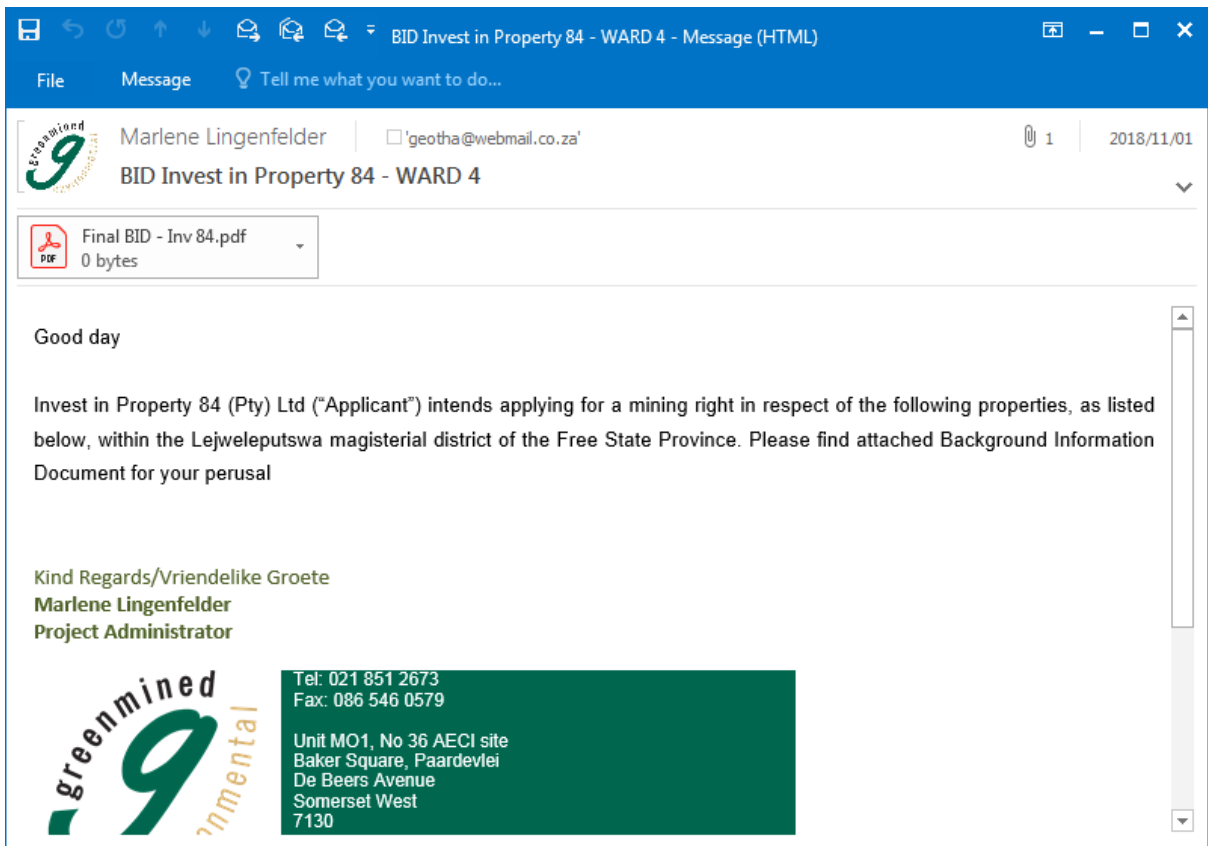 BID Invest in Property 84 - WARD 4 - Message (HTML)
File Message Tell me what you want to do...
greenmined
Marlene Lingenfelder 'geotha@webmail.co.za' 1 2018/11/01
BID Invest in Property 84 - WARD 4
Final BID - Inv 84.pdf
PDF 0 bytes
Good day
Invest in Property 84 (Pty) Ltd (“Applicant”) intends applying for a mining right in respect of the following properties, as listed
below, within the Lejweleputswa magisterial district of the Free State Province. Please find attached Background Information
Document for your perusal
Kind Regards/Vriendelike Groete
Marlene Lingenfelder
Project Administrator
greenmined
g
onmental
Tel: 021 851 2673
Fax: 086 546 0579
Unit MO1, No 36 AECI site
Baker Square, Paardevlei
De Beers Avenue
Somerset West
7130